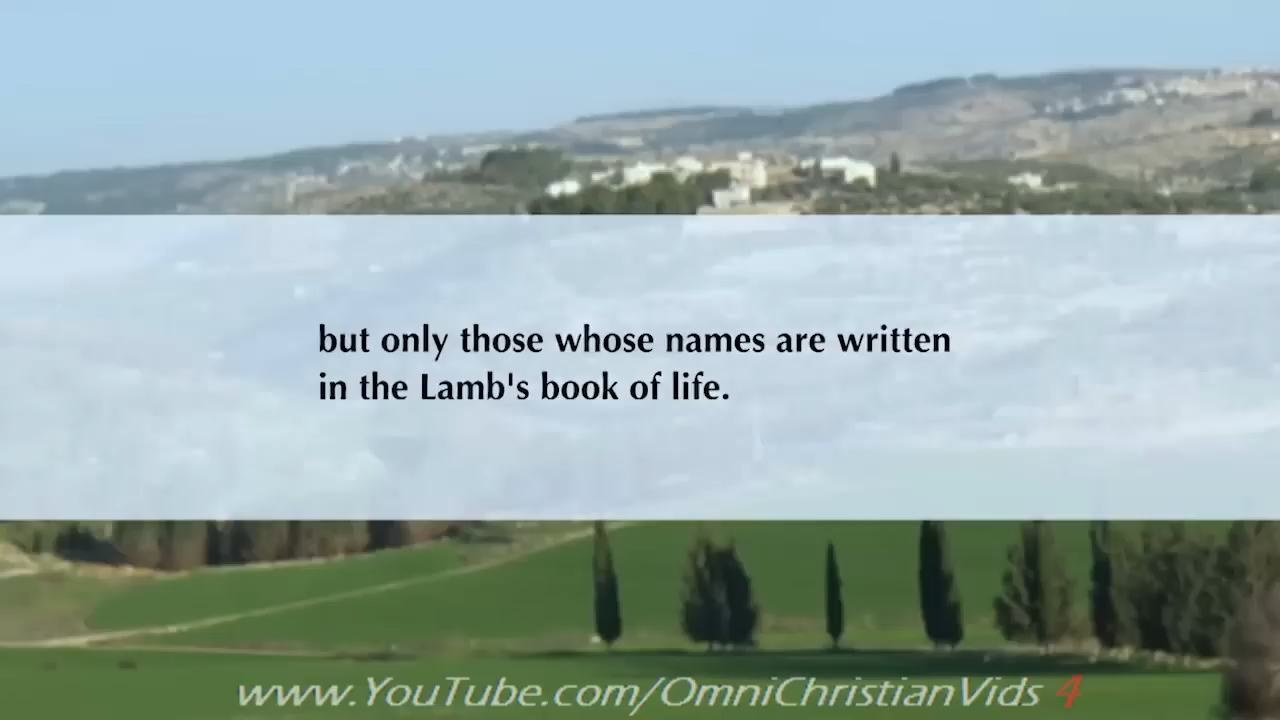 but only those whose names are written
in the Lamb's book of life.
www.YouTube.com/OmniChristianVids 4